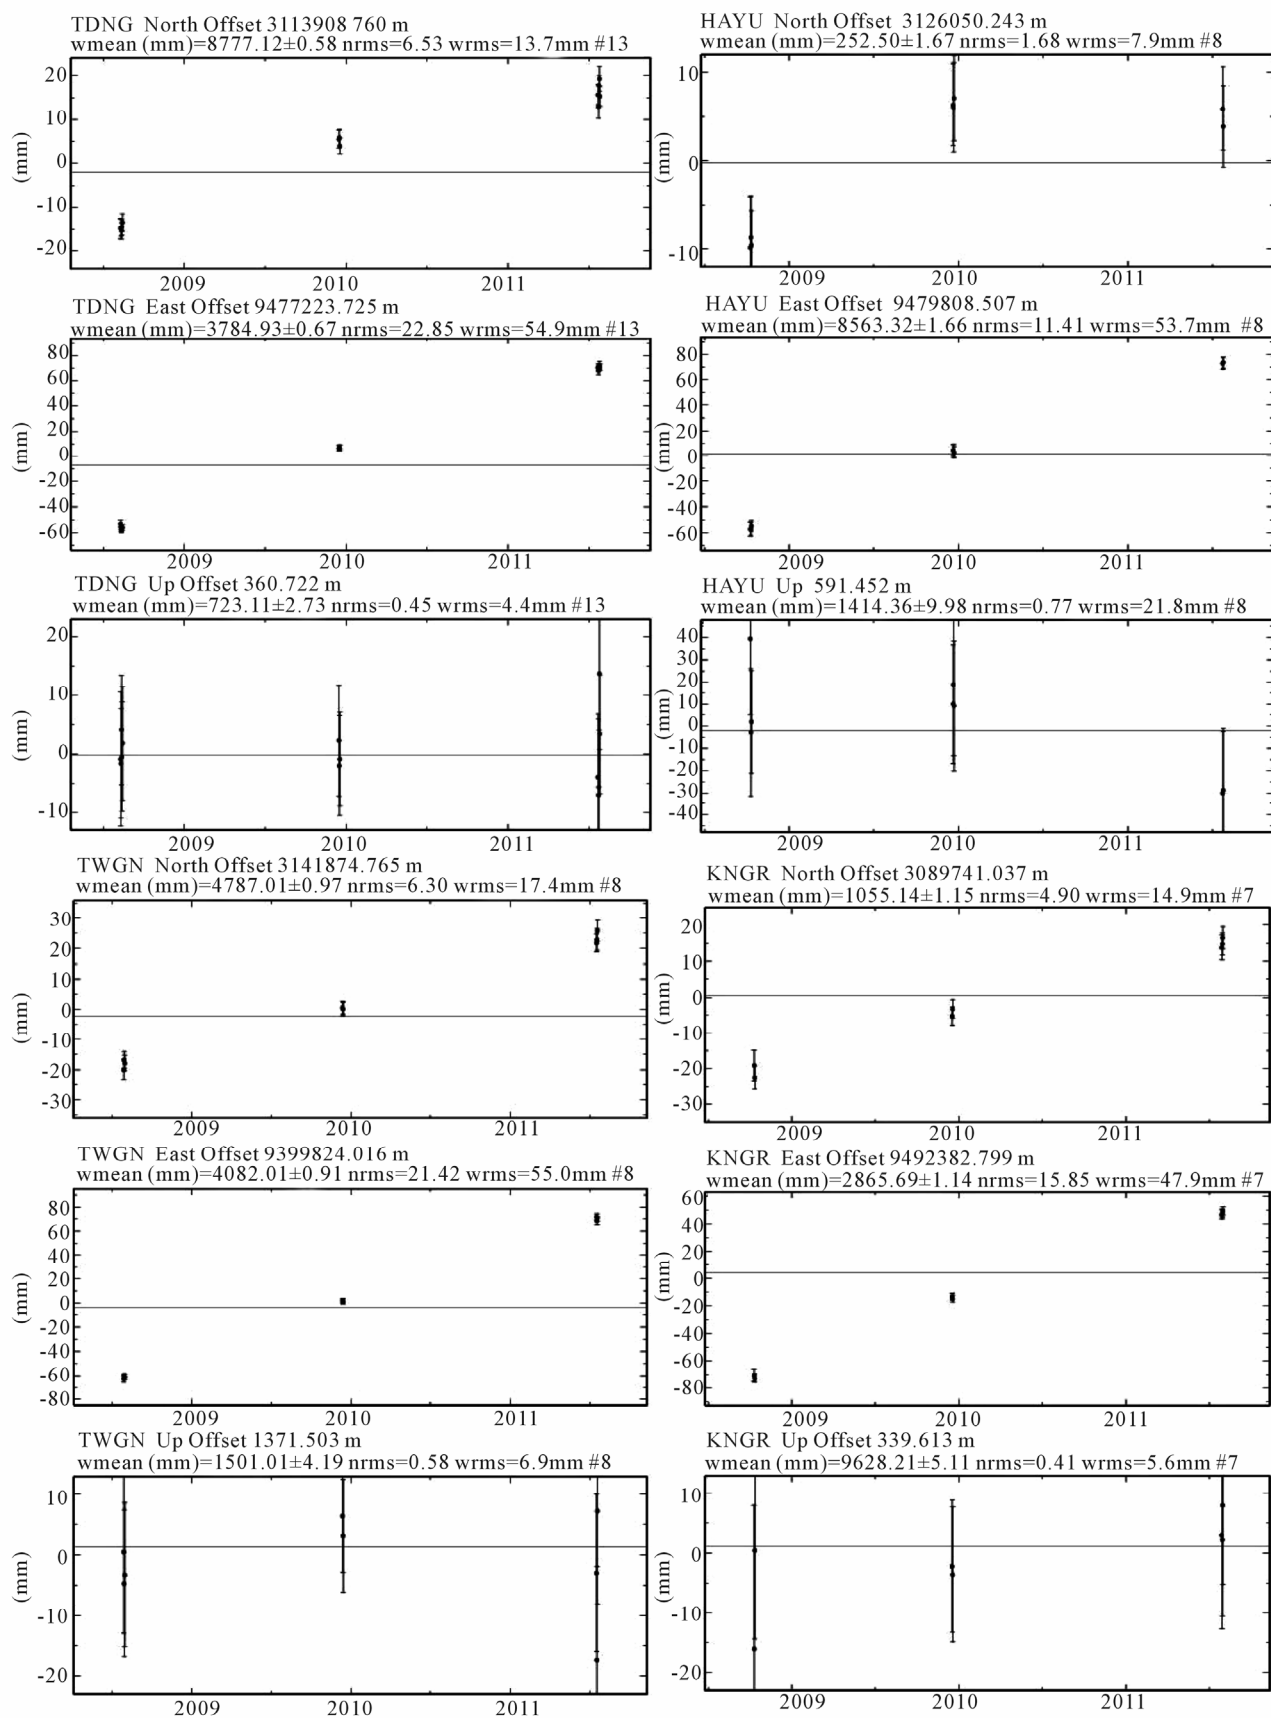 TDNG North Offset 3113908 760 m
wmean (mm)=8777.12±0.58 nrms=6.53 wrms=13.7mm #13
20
10
0
-10
-20
(mm)
2009 2010 2011
HAYU North Offset 3126050.243 m
wmean (mm)=252.50±1.67 nrms=1.68 wrms=7.9mm #8
10
0
-10
(mm)
2009 2010 2011
TDNG East Offset 9477223.725 m
wmean (mm)=3784.93±0.67 nrms=22.85 wrms=54.9mm #13
80
60
40
20
0
-20
-40
-60
(mm)
2009 2010 2011
HAYU East Offset 9479808.507 m
wmean (mm)=8563.32±1.66 nrms=11.41 wrms=53.7mm #8
80
60
40
20
0
-20
-40
-60
(mm)
2009 2010 2011
TDNG Up Offset 360.722 m
wmean (mm)=723.11±2.73 nrms=0.45 wrms=4.4mm #13
20
10
0
-10
(mm)
2009 2010 2011
HAYU Up 591.452 m
wmean (mm)=1414.36±9.98 nrms=0.77 wrms=21.8mm #8
40
30
20
10
0
-10
-20
-30
-40
(mm)
2009 2010 2011
TWGN North Offset 3141874.765 m
wmean (mm)=4787.01±0.97 nrms=6.30 wrms=17.4mm #8
30
20
10
0
-10
-20
-30
(mm)
2009 2010 2011
KNGR North Offset 3089741.037 m
wmean (mm)=1055.14±1.15 nrms=4.90 wrms=14.9mm #7
20
10
0
-10
-20
-30
(mm)
2009 2010 2011
TWGN East Offset 9399824.016 m
wmean (mm)=4082.01±0.91 nrms=21.42 wrms=55.0mm #8
80
60
40
20
0
-20
-40
-60
-80
(mm)
2009 2010 2011
KNGR East Offset 9492382.799 m
wmean (mm)=2865.69±1.14 nrms=15.85 wrms=47.9mm #7
60
40
20
0
-20
-40
-60
-80
(mm)
2009 2010 2011
TWGN Up Offset 1371.503 m
wmean (mm)=1501.01±4.19 nrms=0.58 wrms=6.9mm #8
10
0
-10
-20
(mm)
2009 2010 2011
KNGR Up Offset 339.613 m
wmean (mm)=9628.21±5.11 nrms=0.41 wrms=5.6mm #7
10
0
-10
-20
(mm)
2009 2010 2011